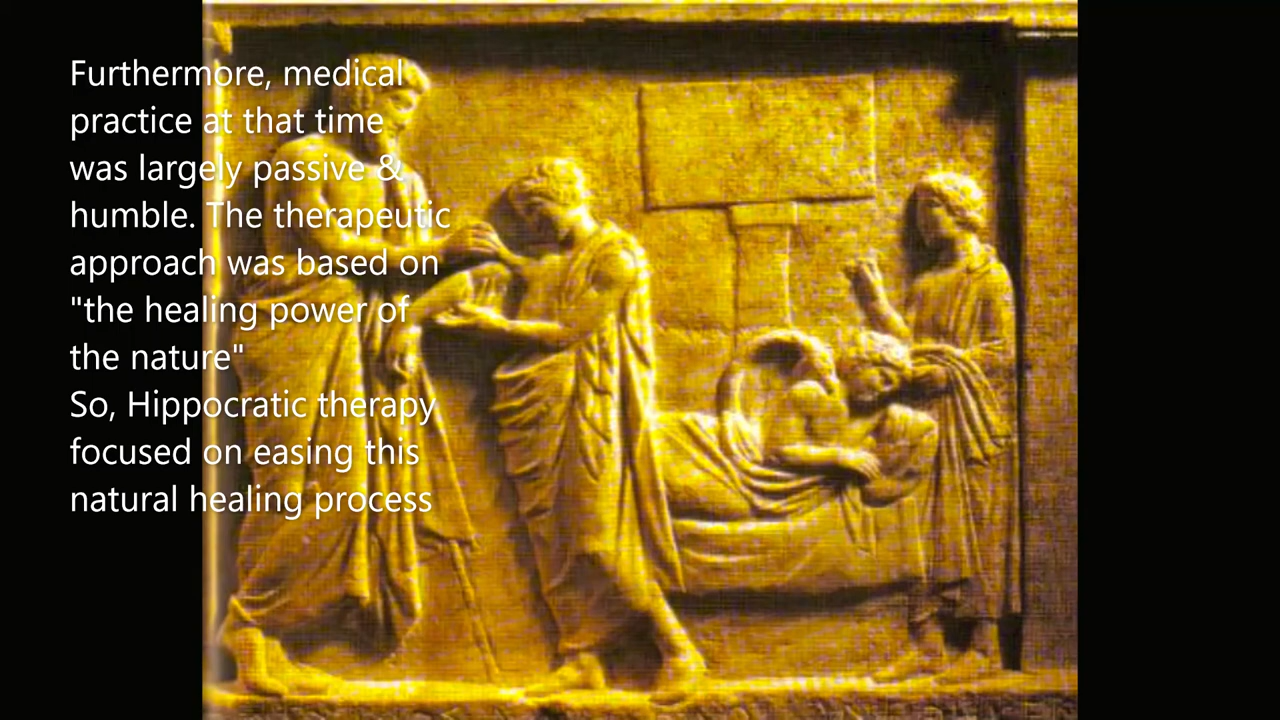 Furthermore, medical
practice at that time
was largely passive &
humble. The therapeutic
approach was based on
"the healing power of
the nature"
So, Hippocratic therapy
focused on easing this
natural healing process